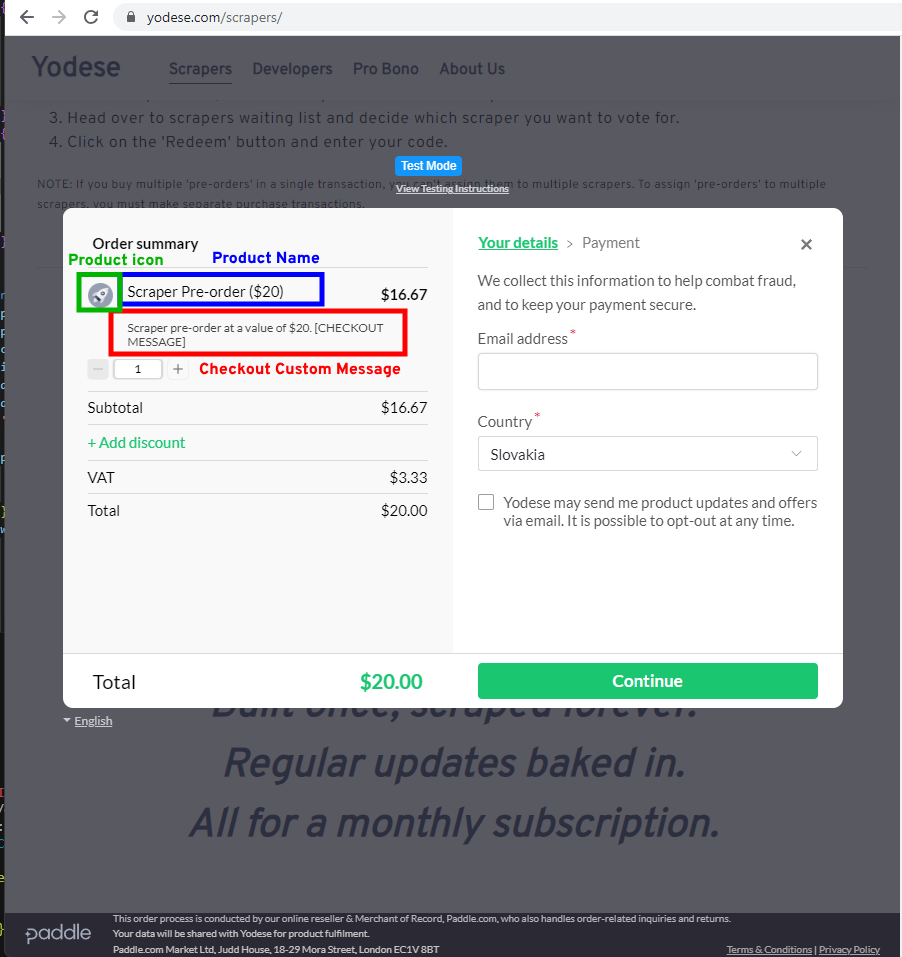 yodese.com/scrapers/
Yodese Scrapers Developers Pro Bono About Us
3. Head over to scrapers waiting list and decide which scraper you want to vote for.
4. Click on the 'Redeem' button and enter your code.
Test Mode
View Testing Instructions
NOTE: If you buy multiple 'pre-orders' in a single transaction, you can't assign them to multiple scrapers. To assign 'pre-orders' to multiple
scrapers, you must make separate purchase transactions.
Order summary
Product icon
Product Name
Scraper Pre-order ($20) $16.67
Scraper pre-order at a value of $20. [CHECKOUT
MESSAGE]
1
Checkout Custom Message
Subtotal $16.67
+ Add discount
VAT $3.33
Total $20.00
Total $20.00
Your details > Payment
We collect this information to help combat fraud,
and to keep your payment secure.
Email address*
Country*
Slovakia
Yodese may send me product updates and offers
via email. It is possible to opt-out at any time.
Continue
English
Built once, scraped forever.
Regular updates baked in.
All for a monthly subscription.
paddle
This order process is conducted by our online reseller & Merchant of Record, Paddle.com, who also handles order-related inquiries and returns.
Your data will be shared with Yodese for product fulfilment.
Paddle.com Market Ltd, Judd House, 18-29 Mora Street, London EC1V 8BT
Terms & Conditions | Privacy Policy